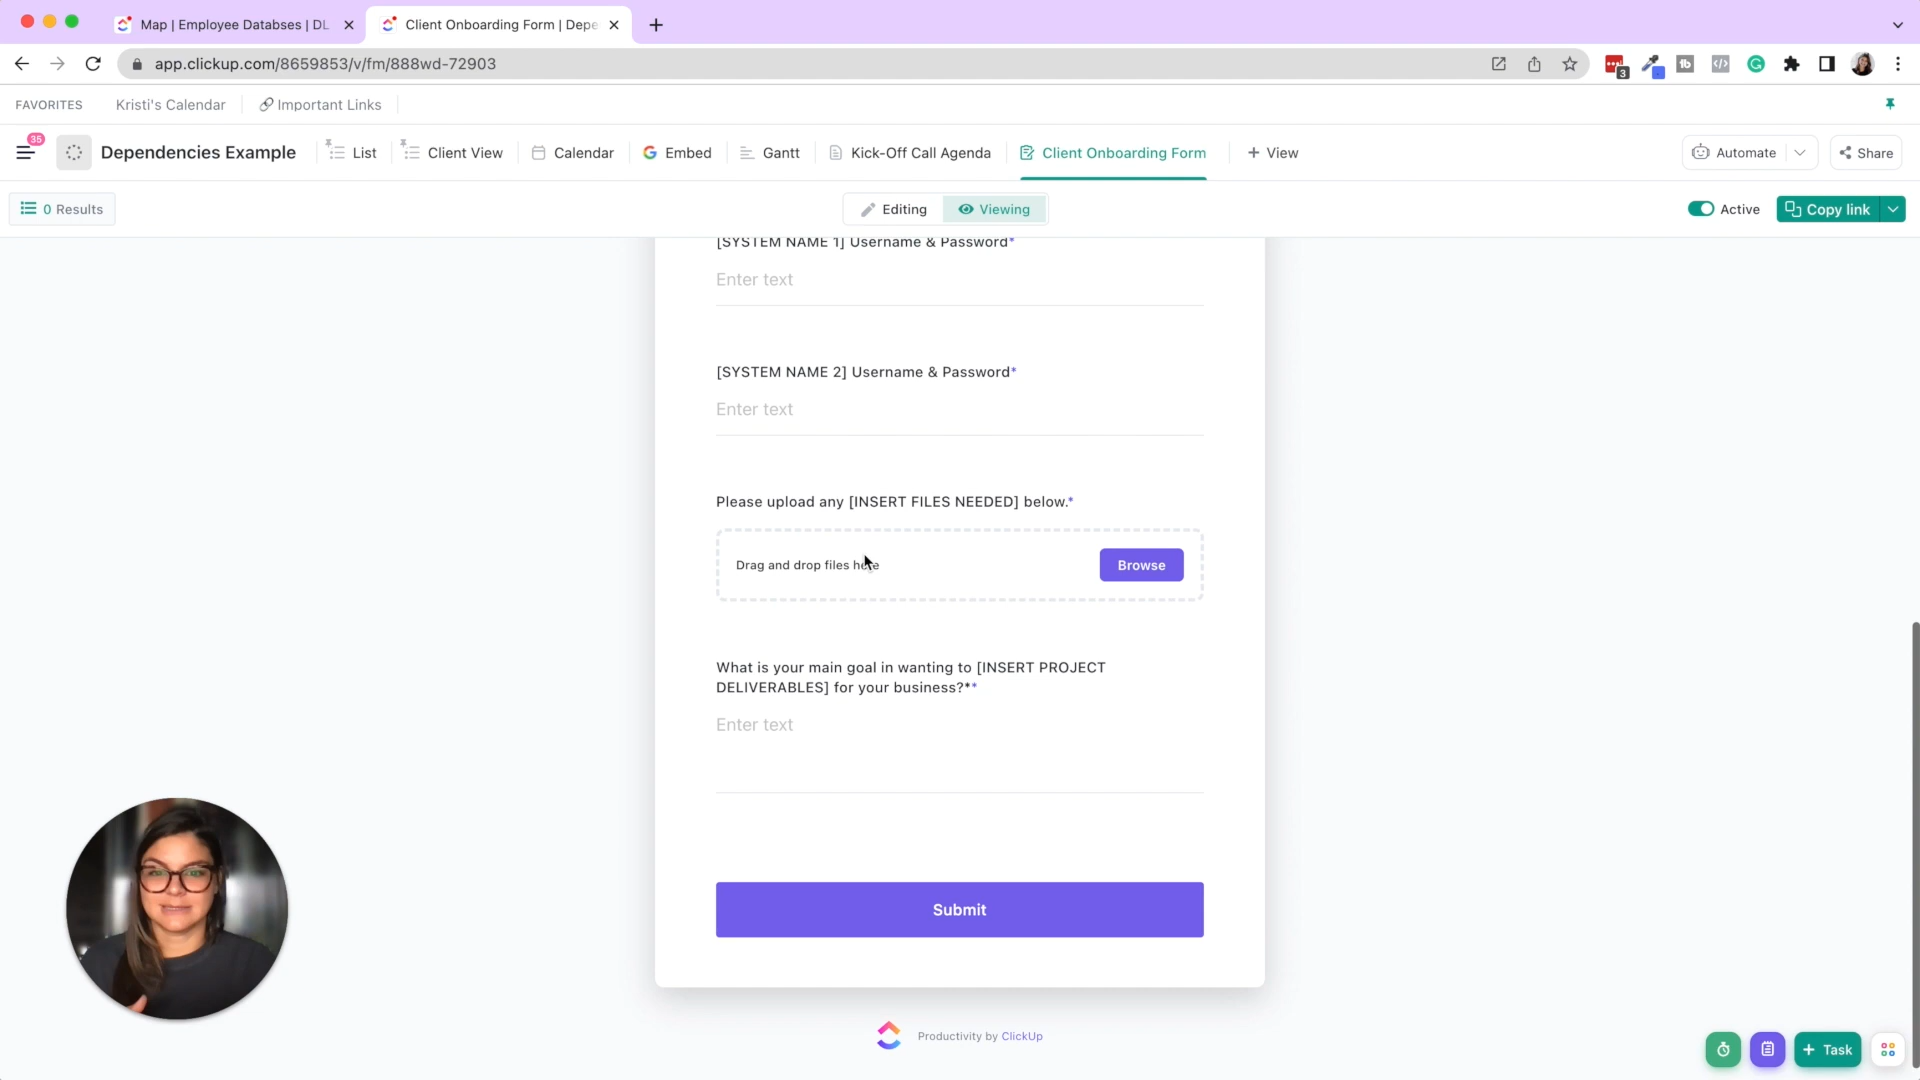 Map | Employee Databses | DL
Client Onboarding Form | Depe
app.clickup.com/8659853/v/fm/888wd-72903
3
FAVORITES
Kristi's Calendar
Important Links
35
Dependencies Example
List
Client View
Calendar
Embed
Gantt
Kick-Off Call Agenda
Client Onboarding Form
+ View
Automate
Share
0 Results
Editing
Viewing
Active
Copy link
[SYSTEM NAME 1] Username & Password*
Enter text
[SYSTEM NAME 2] Username & Password*
Enter text
Please upload any [INSERT FILES NEEDED] below.*
Drag and drop files here
Browse
What is your main goal in wanting to [INSERT PROJECT
DELIVERABLES] for your business?**
Enter text
Submit
Productivity by ClickUp
+ Task